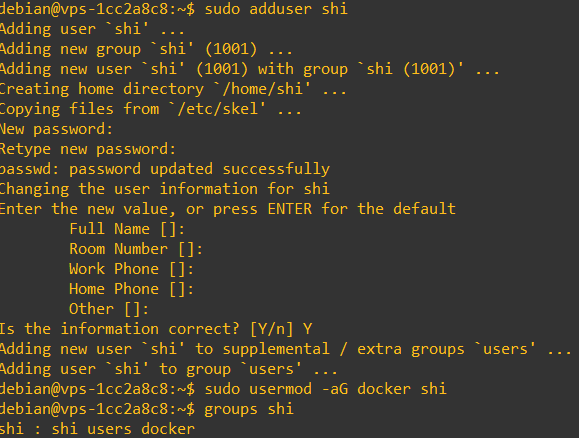 debian@vps-1cc2a8c8:~$ sudo adduser shi
Adding user `shi' ...
Adding new group `shi' (1001) ...
Adding new user `shi' (1001) with group `shi (1001)' ...
Creating home directory `/home/shi' ...
Copying files from `/etc/skel' ...
New password:
Retype new password:
passwd: password updated successfully
Changing the user information for shi
Enter the new value, or press ENTER for the default
        Full Name []:
        Room Number []:
        Work Phone []:
        Home Phone []:
        Other []:
Is the information correct? [Y/n] Y
Adding new user `shi' to supplemental / extra groups `users' ...
Adding user `shi' to group `users' ...
debian@vps-1cc2a8c8:~$ sudo usermod -aG docker shi
debian@vps-1cc2a8c8:~$ groups shi
shi : shi users docker